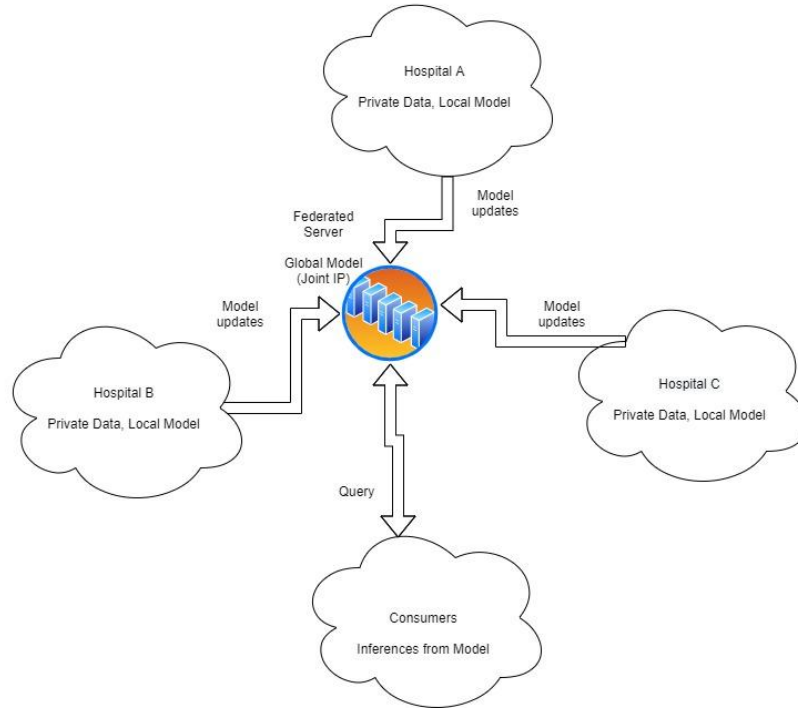 Hospital A
Private Data, Local Model
Model
updates
Federated
Server
Global Model
(Joint IP)
Model
updates
Model
updates
Hospital B
Private Data, Local Model
Hospital C
Private Data, Local Model
Query
Consumers
Inferences from Model